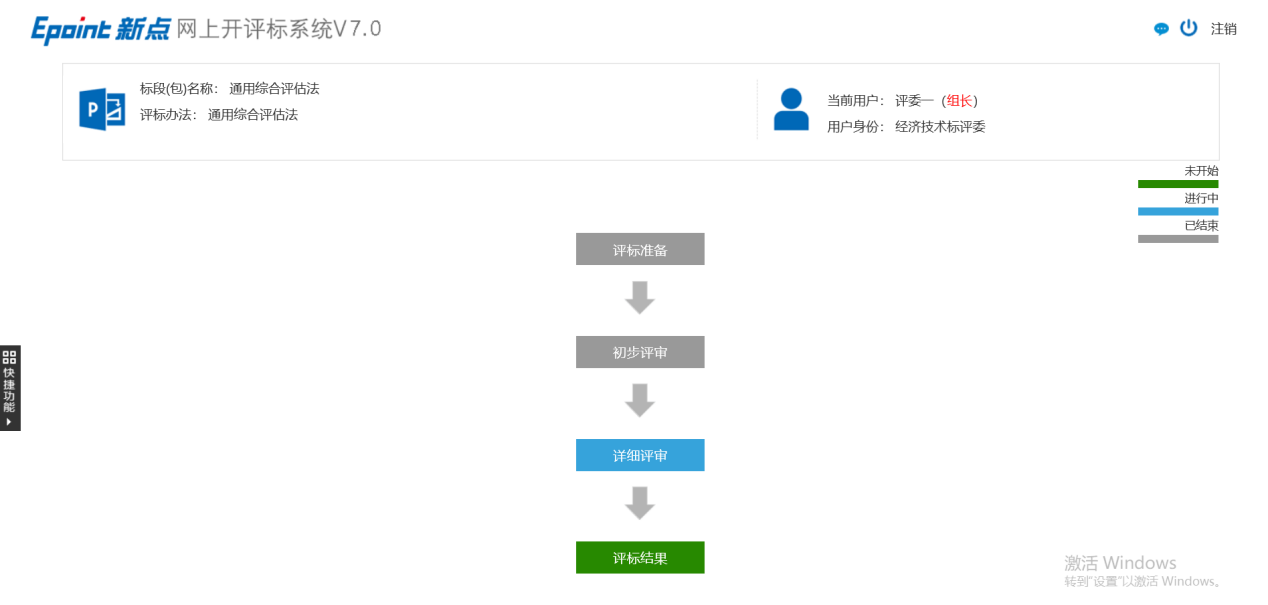 Epoint 新点 网上开评标系统V7.0
注销
标段(包)名称： 通用综合评估法
评标办法： 通用综合评估法
当前用户： 评委一（组长）
用户身份： 经济技术标评委
未开始
进行中
已结束
评标准备
初步评审
快捷功能
详细评审
评标结果
激活 Windows
转到"设置"以激活 Windows。